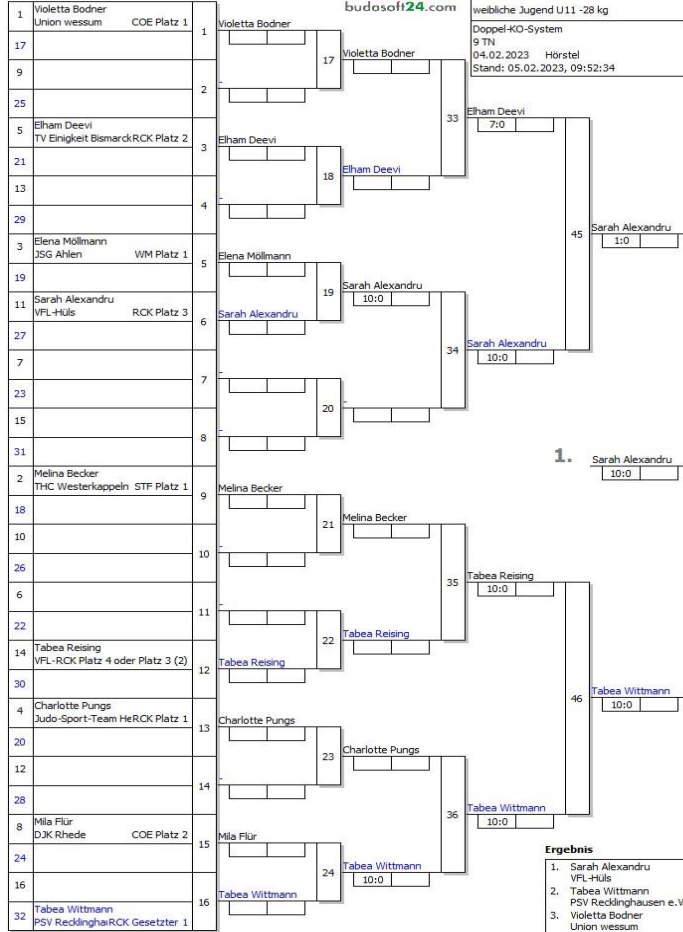 budosoft24.com
weibliche Jugend U11 -28 kg
Doppel-KO-System
9 TN
04.02.2023 Hörstel
Stand: 05.02.2023, 09:52:34
1 Violetta Bodner
Union wessum COE Platz 1
17
1
9
25
2
5 Elham Deevi
TV Einigkeit BismarckRCK Platz 2
21
3
13
29
4
3 Elena Möllmann
JSG Ahlen WM Platz 1
19
5
11 Sarah Alexandru
VFL-Hüls RCK Platz 3
27
6
7
23
7
15
31
8
2 Melina Becker
THC Westerkappeln STF Platz 1
18
9
10
26
10
6
22
11
14 Tabea Reising
VFL-RCK Platz 4 oder Platz 3 (2)
30
12
4 Charlotte Pungs
Judo-Sport-Team HeRCK Platz 1
20
13
12
28
14
8 Mila Flür
DJK Rhede COE Platz 2
24
15
16
32 Tabea Wittmann
PSV RecklinghaRCK Gesetzter 1
16
Violetta Bodner
17
-
Elham Deevi
18
-
Elena Möllmann
19
Sarah Alexandru
-
20
-
Melina Becker
21
-
-
22
Tabea Reising
Charlotte Pungs
23
-
Mila Flür
24
Tabea Wittmann
Violetta Bodner
33
Elham Deevi
Sarah Alexandru
10:0
34
-
Melina Becker
35
Tabea Reising
Charlotte Pungs
36
Tabea Wittmann
10:0
Elham Deevi
7:0
45
Sarah Alexandru
10:0
Tabea Reising
10:0
46
Tabea Wittmann
10:0
Sarah Alexandru
1:0
1. Sarah Alexandru
10:0
Tabea Wittmann
10:0
Ergebnis
1. Sarah Alexandru
VFL-Hüls
2. Tabea Wittmann
PSV Recklinghausen e.V
3. Violetta Bodner
Union wessum